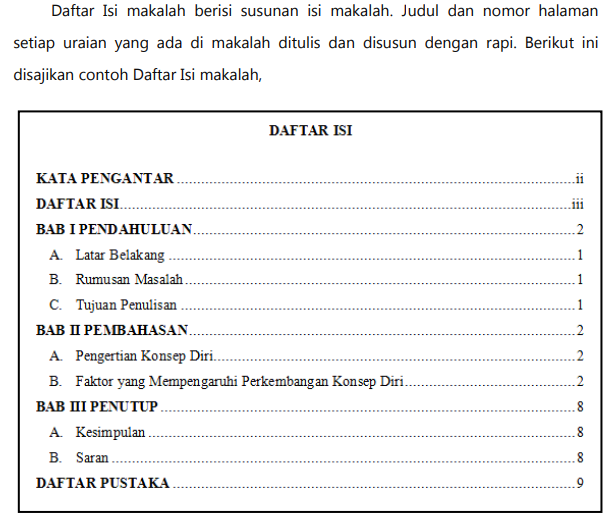 Daftar Isi makalah berisi susunan isi makalah. Judul dan nomor halaman
setiap uraian yang ada di makalah ditulis dan disusun dengan rapi. Berikut ini
disajikan contoh Daftar Isi makalah,
DAFTAR ISI
KATA PENGANTAR ........ ii
DAFTAR ISI ........ iii
BAB I PENDAHULUAN ........ 2
A. Latar Belakang ........ 1
B. Rumusan Masalah ........ 1
C. Tujuan Penulisan ........ 1
BAB II PEMBAHASAN ........ 2
A. Pengertian Konsep Diri ........ 2
B. Faktor yang Mempengaruhi Perkembangan Konsep Diri ........ 2
BAB III PENUTUP ........ 8
A. Kesimpulan ........ 8
B. Saran ........ 8
DAFTAR PUSTAKA ........ 9